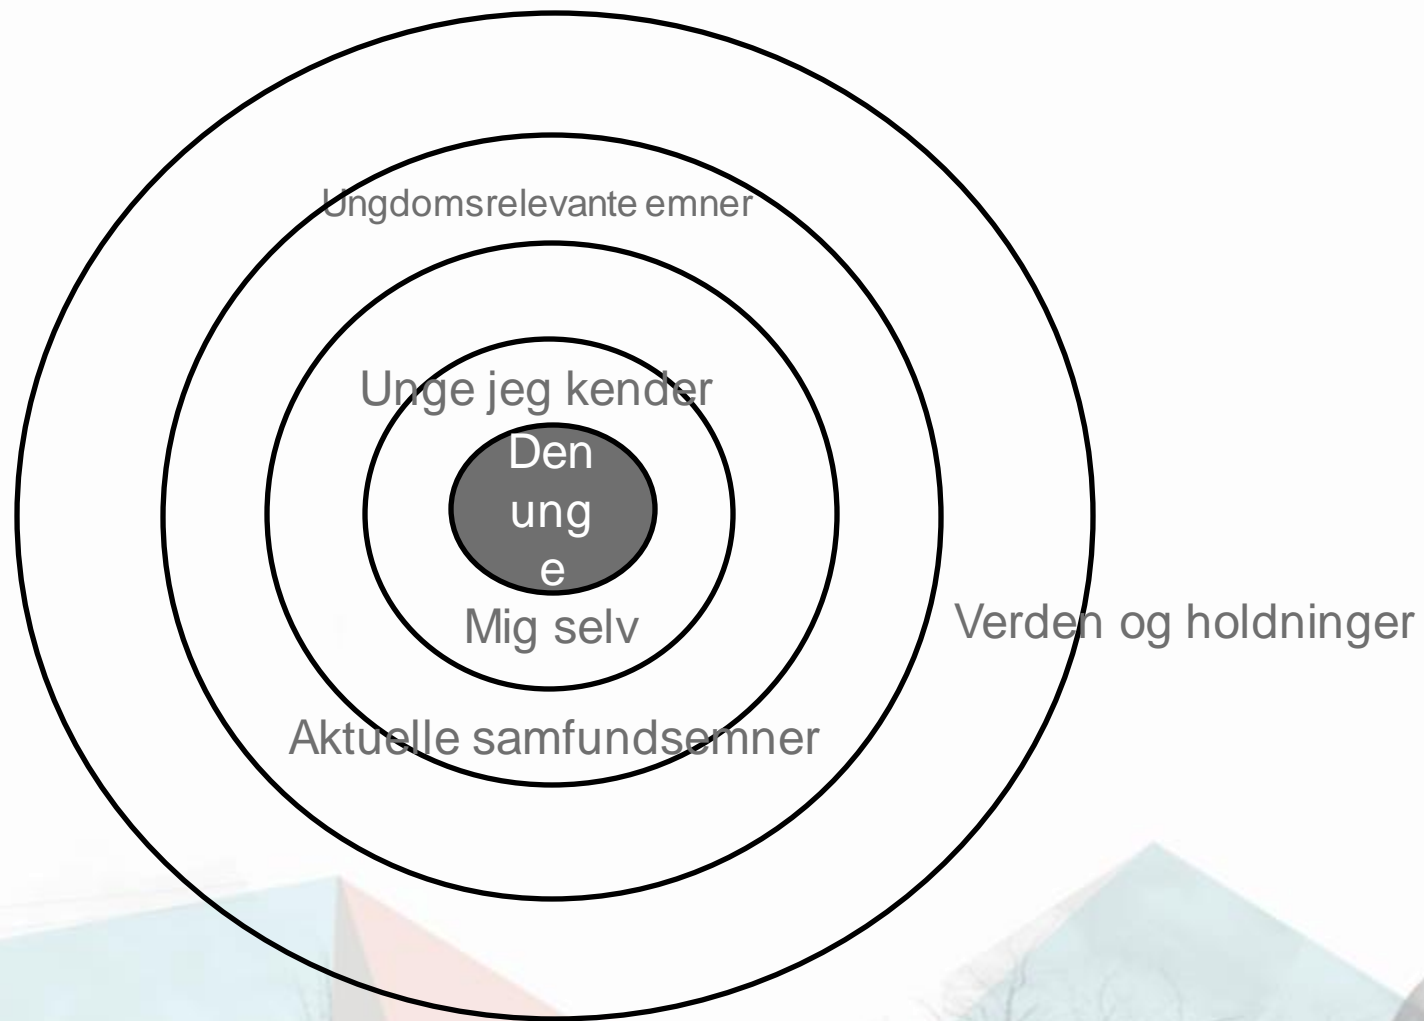 Ungdomsrelevante emner
Unge jeg kender
Den
ung
e
Mig selv
Verden og holdninger
Aktuelle samfundsemner